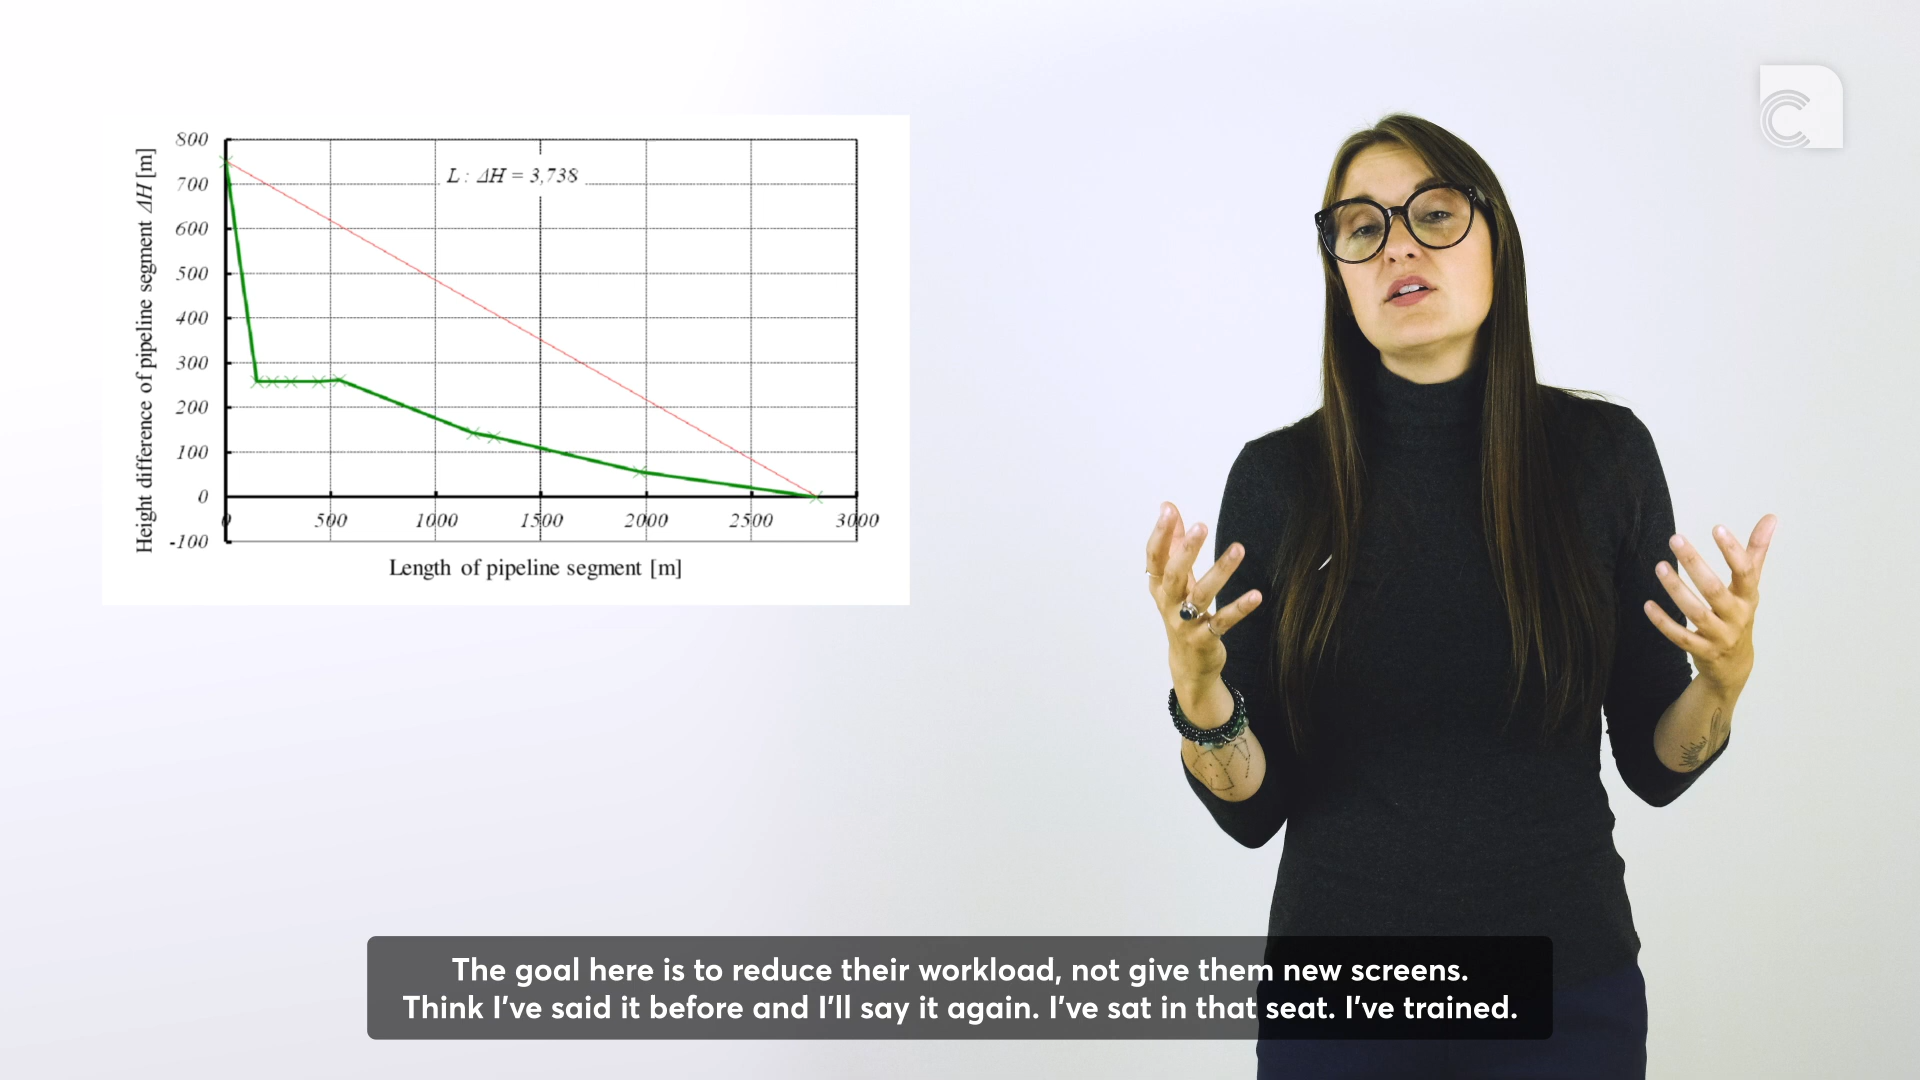 800
700
600
500
400
300
200
100
0
-100
Height difference of pipeline segment ΔH [m]
L : ΔH = 3,738
0 500 1000 1500 2000 2500 3000
Length of pipeline segment [m]
The goal here is to reduce their workload, not give them new screens.
Think I've said it before and I'll say it again. I've sat in that seat. I've trained.